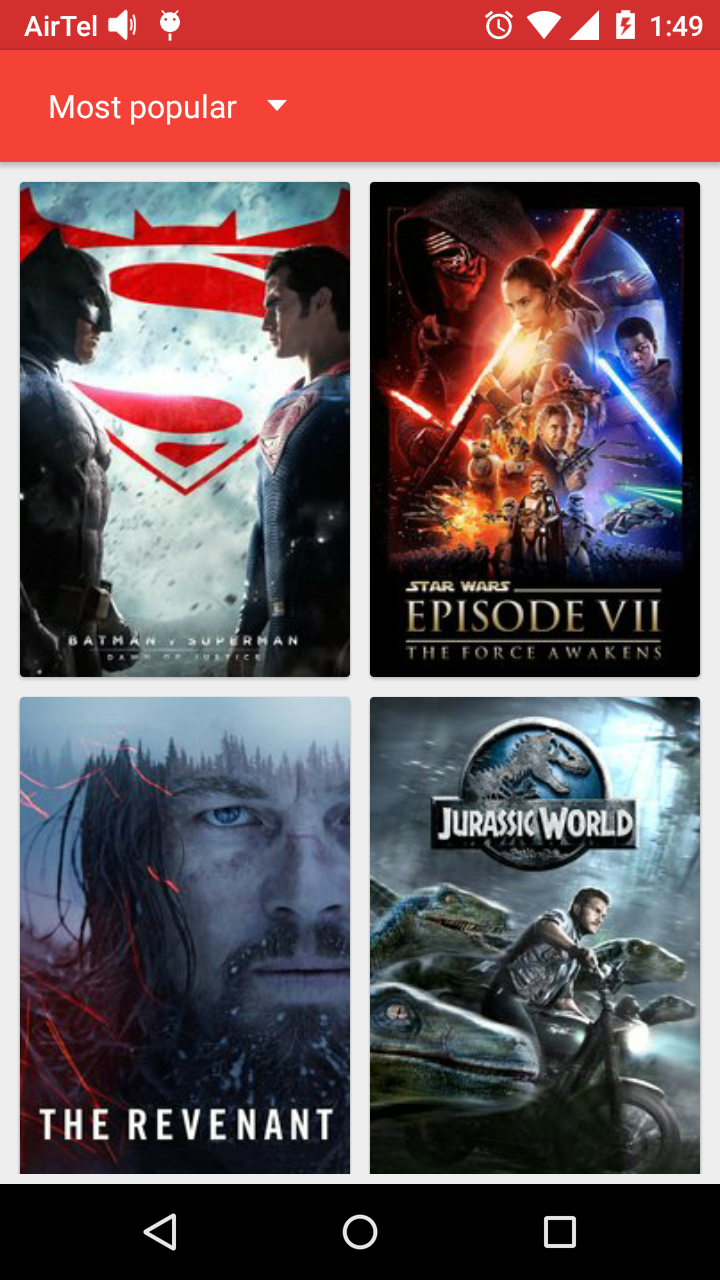 AirTel 1:49
Most popular
BATMAN v SUPERMAN
DAWN OF JUSTICE
STAR WARS
EPISODE VII
THE FORCE AWAKENS
THE REVENANT
JURASSIC WORLD